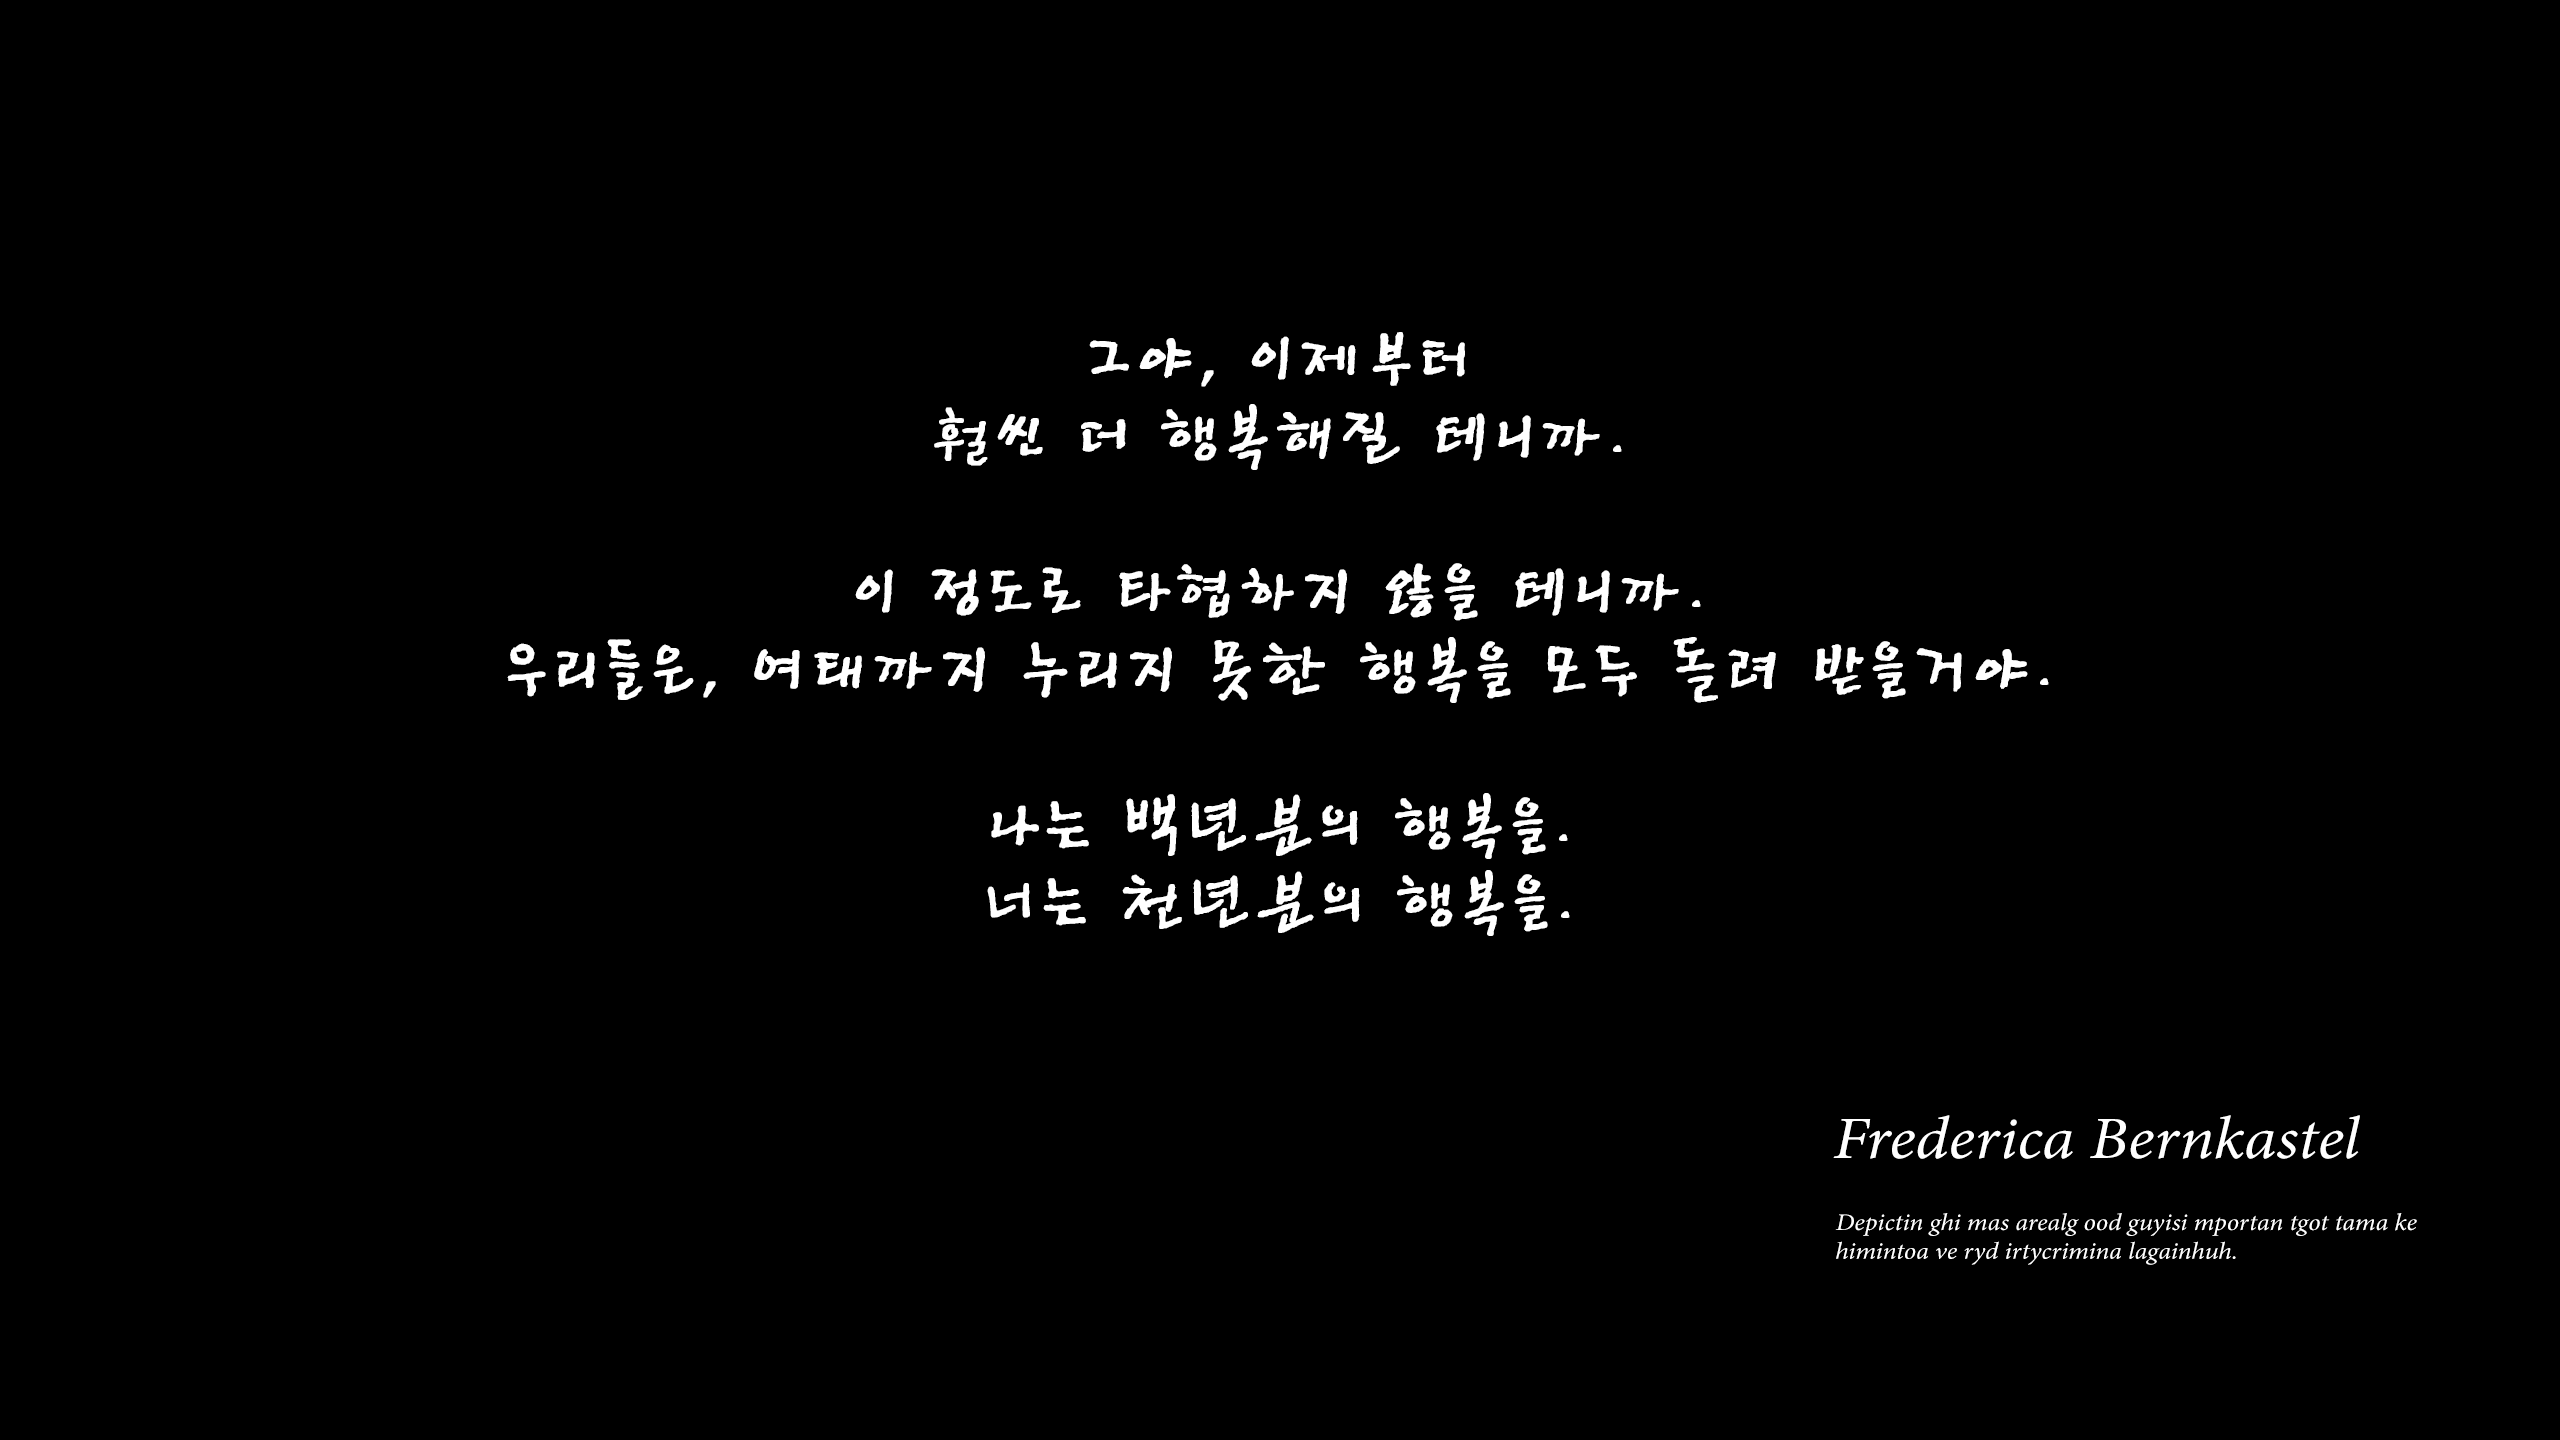 그야, 이제부터
훨씬 더 행복해질 테니까.
이 정도로 타협하지 않을 테니까.
우리들은, 여태까지 누리지 못한 행복을 모두 돌려 받을거야.
나는 백년분의 행복을.
너는 천년분의 행복을.
Frederica Bernkastel
Depictin ghi mas arealg ood guyisi mportan tgot tama ke
himintoa ve ryd irtycrimina lagainhuh.